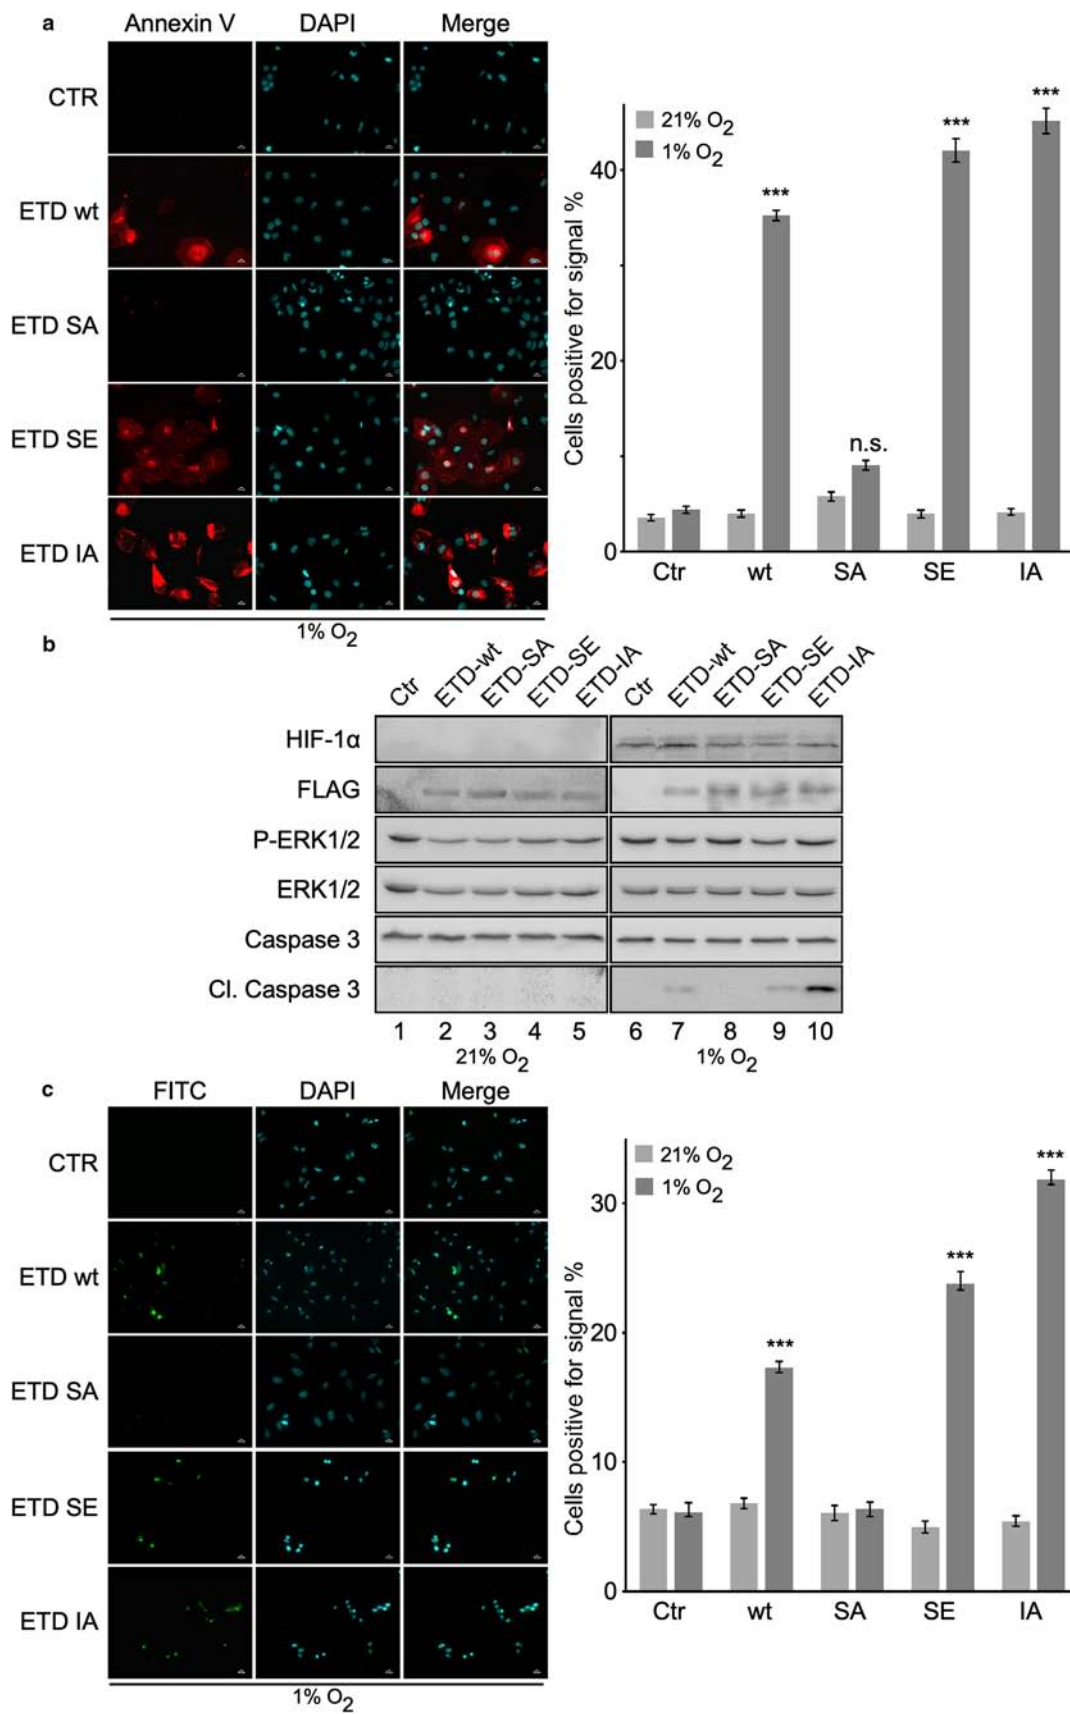 a
Annexin V DAPI Merge
CTR
ETD wt
ETD SA
ETD SE
ETD IA
1% O2
Cells positive for signal %
21% O2
1% O2
40
20
0
***
n.s.
***
***
Ctr wt SA SE IA
b
Ctr ETD-wt ETD-SA ETD-SE ETD-IA Ctr ETD-wt ETD-SA ETD-SE ETD-IA
HIF-1α
FLAG
P-ERK1/2
ERK1/2
Caspase 3
Cl. Caspase 3
1 2 3 4 5 6 7 8 9 10
21% O2 1% O2
c
FITC DAPI Merge
CTR
ETD wt
ETD SA
ETD SE
ETD IA
1% O2
Cells positive for signal %
21% O2
1% O2
30
20
10
0
***
***
***
Ctr wt SA SE IA